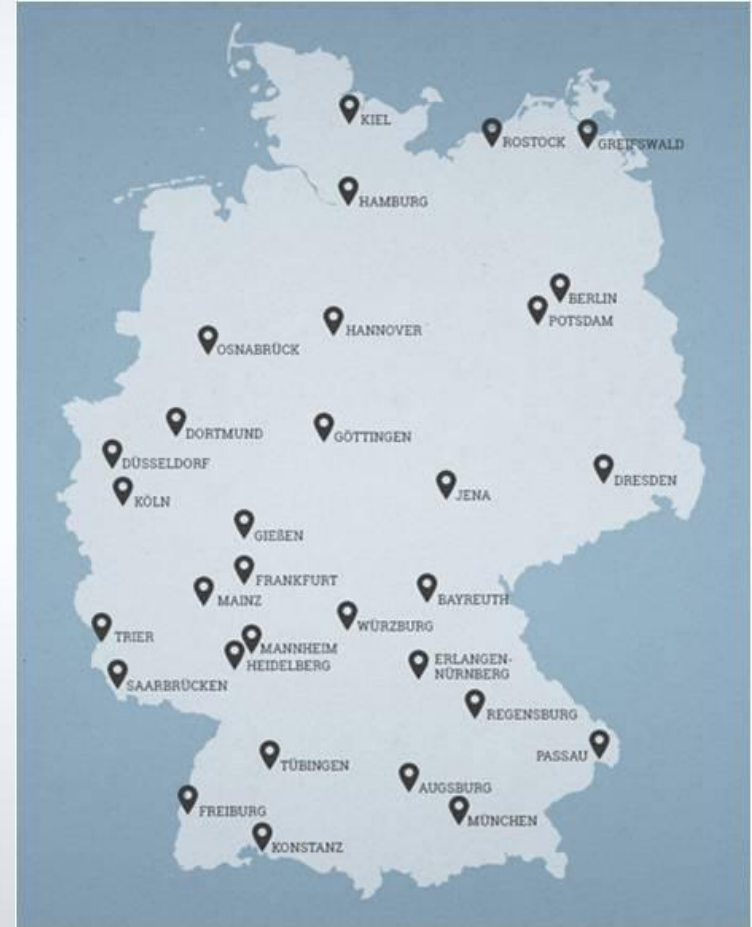 KIEL
ROSTOCK
GREIFSWALD
HAMBURG
BERLIN
POTSDAM
HANNOVER
OSNABRÜCK
DORTMUND
GÖTTINGEN
DÜSSELDORF
DRESDEN
KÖLN
JENA
GIEßEN
FRANKFURT
MAINZ
BAYREUTH
WÜRZBURG
TRIER
MANNHEIM
HEIDELBERG
ERLANGEN-
NÜRNBERG
SAARBRÜCKEN
REGENSBURG
PASSAU
TÜBINGEN
AUGSBURG
FREIBURG
MÜNCHEN
KONSTANZ